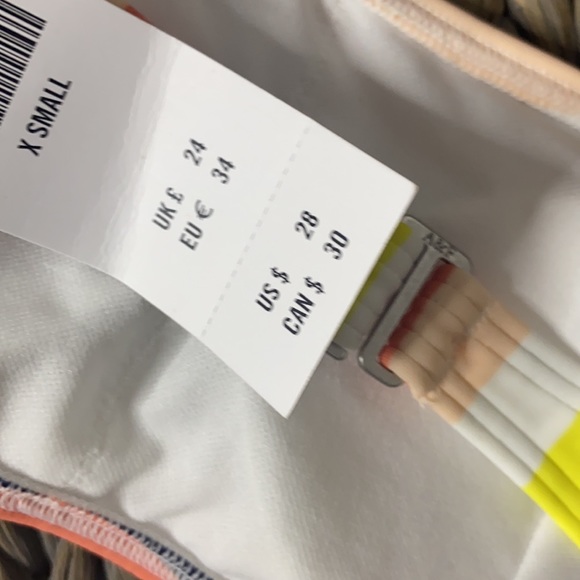 X SMALL
UK £ 24
EU € 34
US $ 28
CAN $ 30